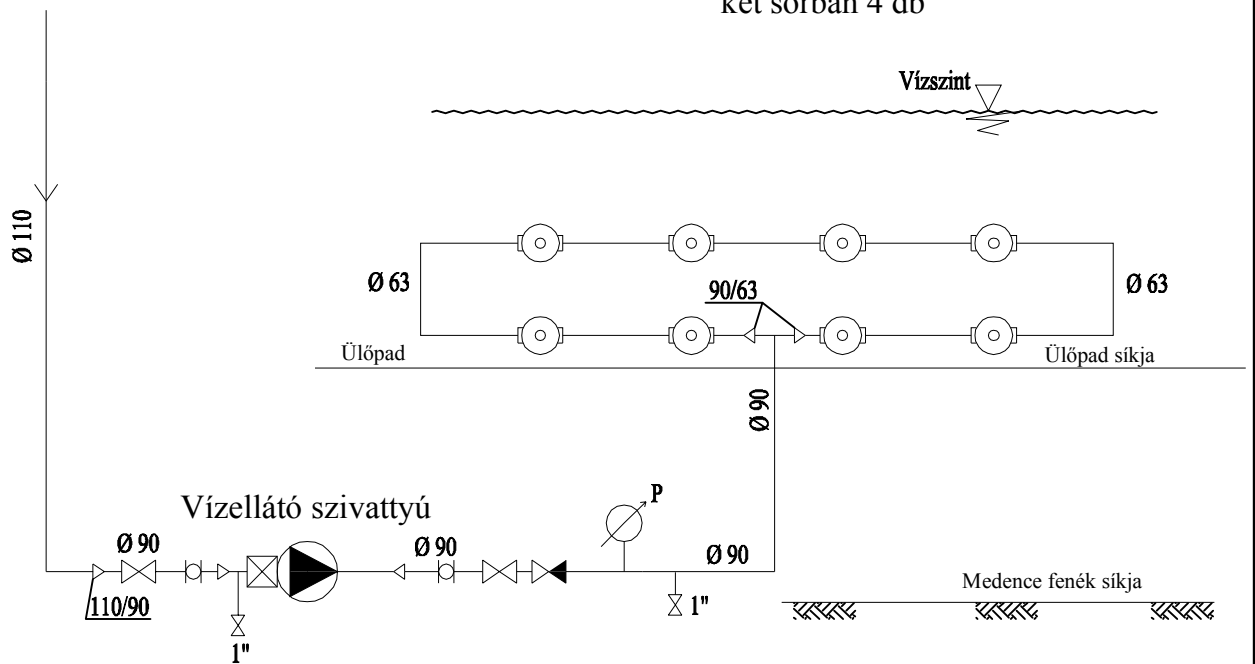 két sorban 4 db
Vízszint
Ø 110
Ø 63
90/63
Ø 63
Ülőpad
Ülőpad síkja
Ø 90
Vízellátó szivattyú
P
Ø 90
Ø 90
Ø 90
110/90
1"
1"
Medence fenék síkja